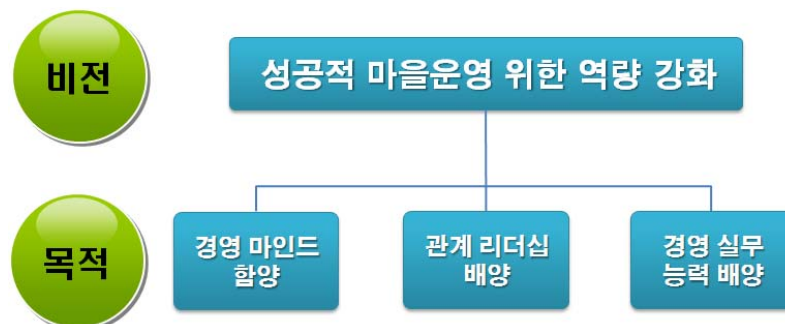 비전
성공적 마을운영 위한 역량 강화
목적
경영 마인드
함양
관계 리더십
배양
경영 실무
능력 배양